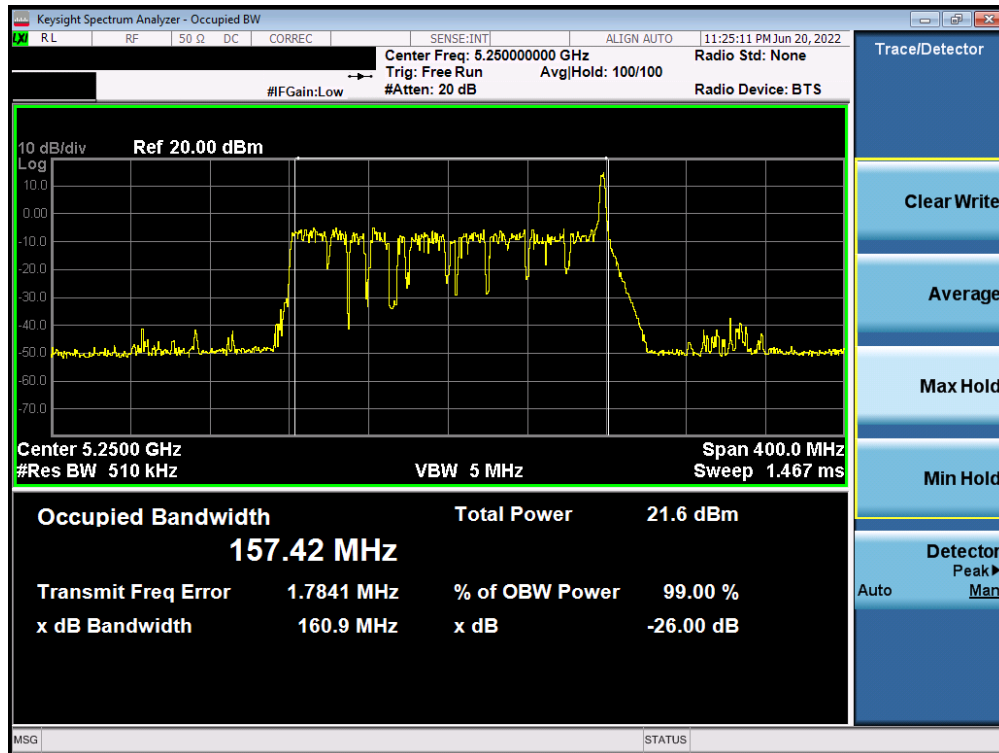 Keysight Spectrum Analyzer - Occupied BW
LXI RL RF 50 Ω DC CORREC SENSE:INT ALIGN AUTO 11:25:11 PM Jun 20, 2022
Center Freq: 5.250000000 GHz Radio Std: None
Trig: Free Run Avg|Hold: 100/100
#IFGain:Low #Atten: 20 dB Radio Device: BTS
10 dB/div Ref 20.00 dBm
Log
10.0
0.00
-10.0
-20.0
-30.0
-40.0
-50.0
-60.0
-70.0
Center 5.2500 GHz Span 400.0 MHz
#Res BW 510 kHz VBW 5 MHz Sweep 1.467 ms
Occupied Bandwidth Total Power 21.6 dBm
157.42 MHz
Transmit Freq Error 1.7841 MHz % of OBW Power 99.00 %
x dB Bandwidth 160.9 MHz x dB -26.00 dB
MSG STATUS
Trace/Detector
Clear Write
Average
Max Hold
Min Hold
Detector
Peak
Auto Man